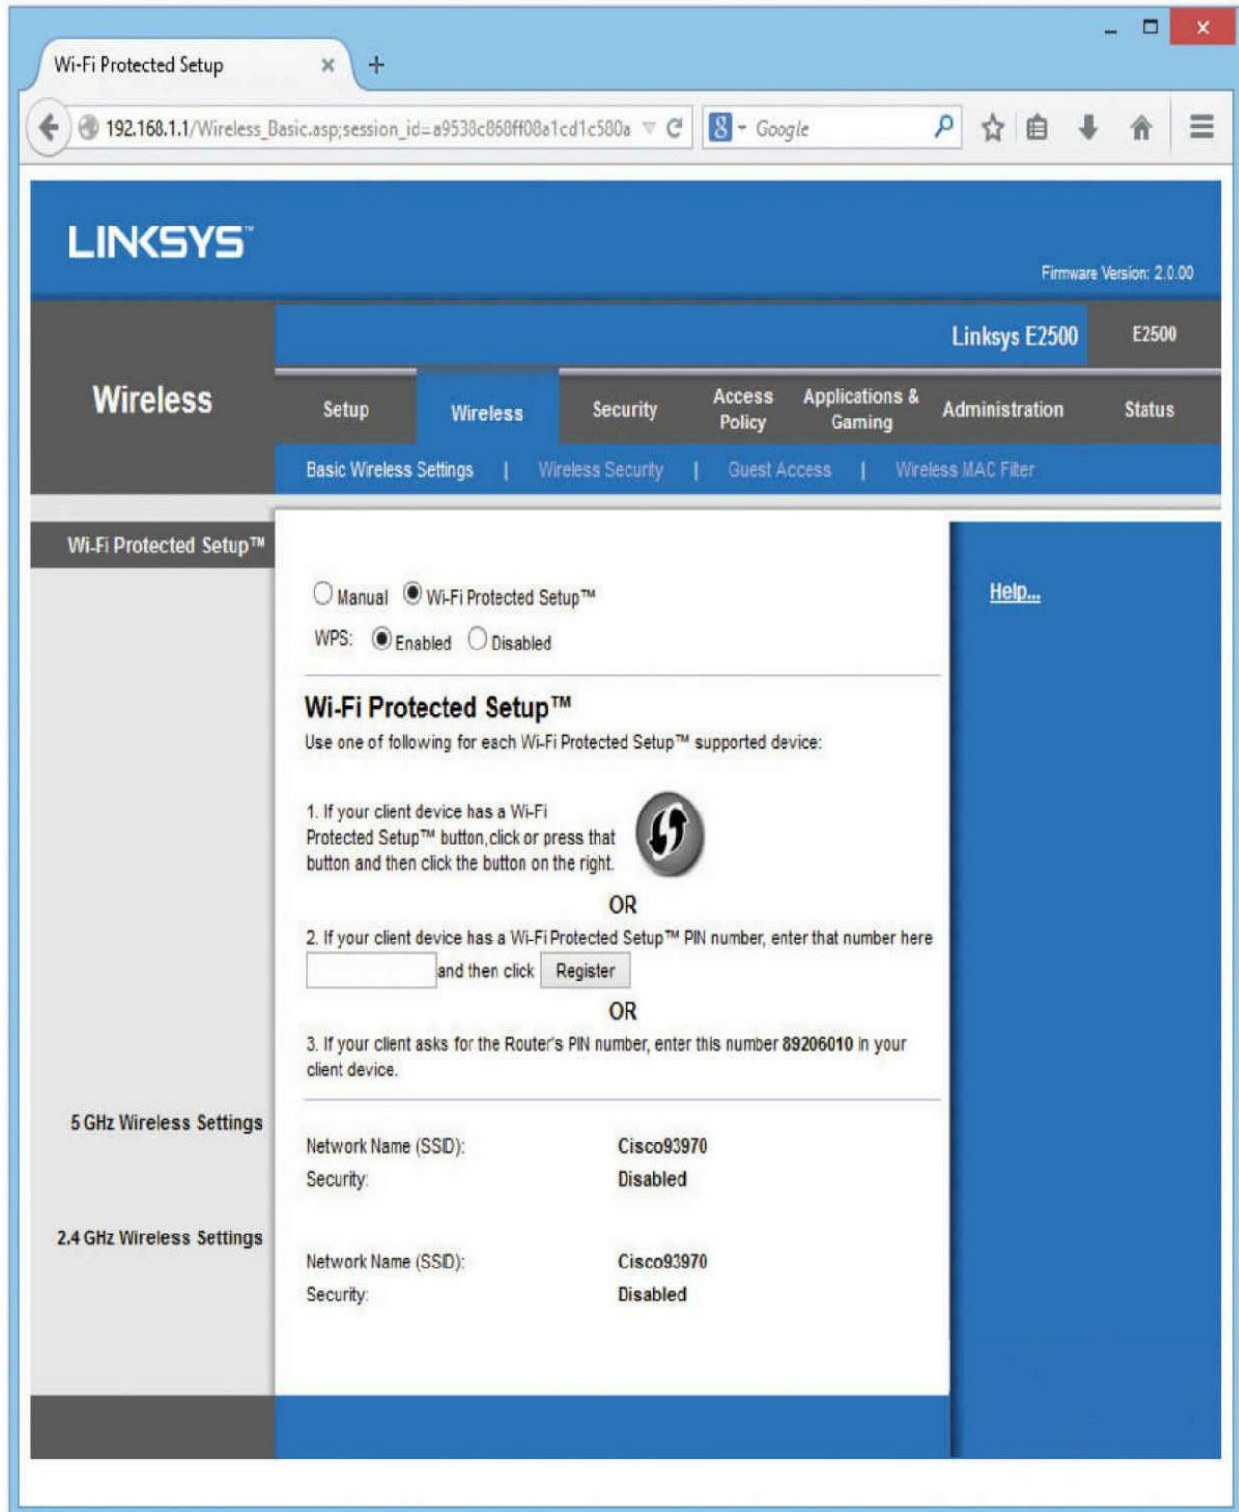 Wi-Fi Protected Setup
192.168.1.1/Wireless_Basic.asp;session_id=a9538c868ff08a1cd1c580a
8 Google
LINKSYS™
Firmware Version: 2.0.00
Linksys E2500
E2500
Wireless
Setup
Wireless
Security
Access
Policy
Applications &
Gaming
Administration
Status
Basic Wireless Settings | Wireless Security | Guest Access | Wireless MAC Filter
Wi-Fi Protected Setup™
Manual Wi-Fi Protected Setup™
WPS: Enabled Disabled
Help...
Wi-Fi Protected Setup™
Use one of following for each Wi-Fi Protected Setup™ supported device:
1. If your client device has a Wi-Fi
Protected Setup™ button,click or press that
button and then click the button on the right.
OR
2. If your client device has a Wi-Fi Protected Setup™ PIN number, enter that number here
and then click Register
OR
3. If your client asks for the Router's PIN number, enter this number 89206010 in your
client device.
5 GHz Wireless Settings
Network Name (SSID): Cisco93970
Security: Disabled
2.4 GHz Wireless Settings
Network Name (SSID): Cisco93970
Security: Disabled